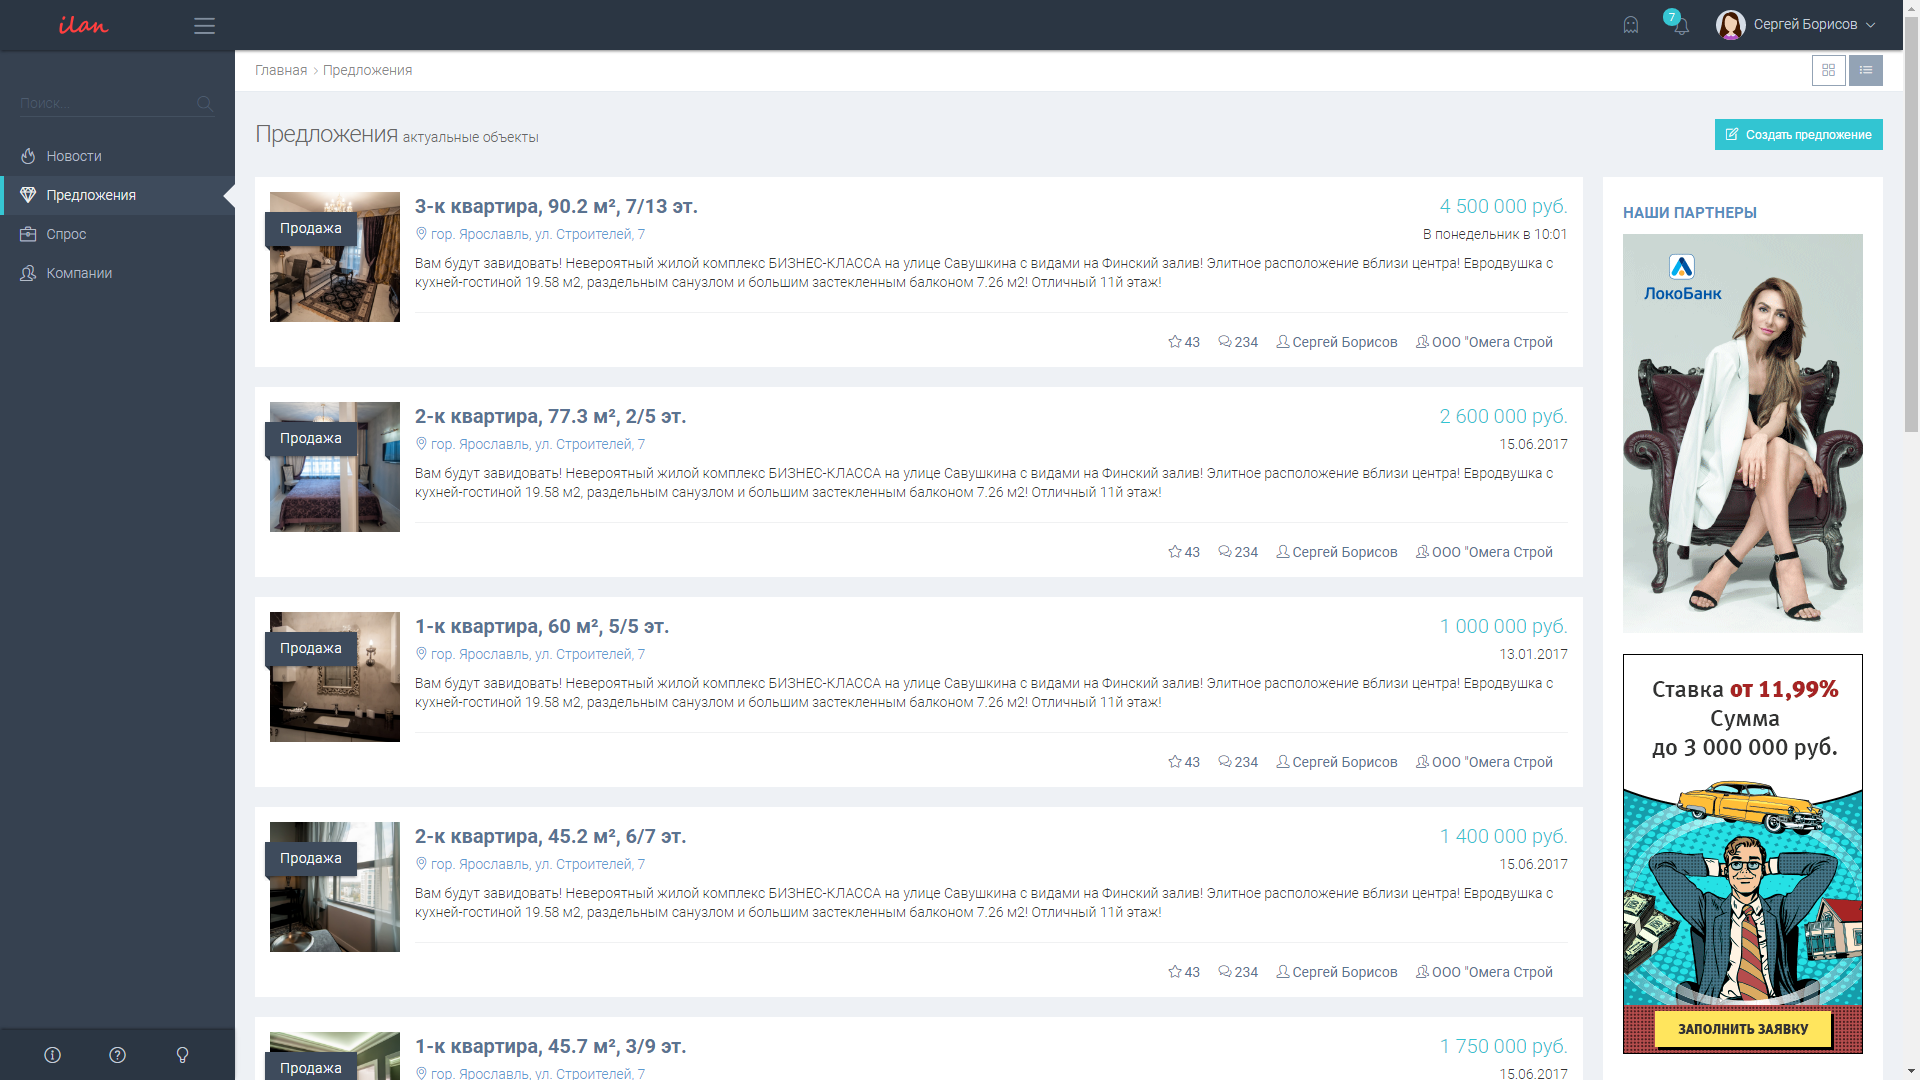 ilan
7
Сергей Борисов
Поиск...
Новости
Предложения
Спрос
Компании
Главная > Предложения
Предложения актуальные объекты
Создать предложение
Продажа
3-к квартира, 90.2 м², 7/13 эт.
4 500 000 руб.
гор. Ярославль, ул. Строителей, 7
В понедельник в 10:01
Вам будут завидовать! Невероятный жилой комплекс БИЗНЕС-КЛАССА на улице Савушкина с видами на Финский залив! Элитное расположение вблизи центра! Евродвушка с
кухней-гостиной 19.58 м2, раздельным санузлом и большим застекленным балконом 7.26 м2! Отличный 11й этаж!
43 234 Сергей Борисов ООО "Омега Строй
Продажа
2-к квартира, 77.3 м², 2/5 эт.
2 600 000 руб.
гор. Ярославль, ул. Строителей, 7
15.06.2017
Вам будут завидовать! Невероятный жилой комплекс БИЗНЕС-КЛАССА на улице Савушкина с видами на Финский залив! Элитное расположение вблизи центра! Евродвушка с
кухней-гостиной 19.58 м2, раздельным санузлом и большим застекленным балконом 7.26 м2! Отличный 11й этаж!
43 234 Сергей Борисов ООО "Омега Строй
Продажа
1-к квартира, 60 м², 5/5 эт.
1 000 000 руб.
гор. Ярославль, ул. Строителей, 7
13.01.2017
Вам будут завидовать! Невероятный жилой комплекс БИЗНЕС-КЛАССА на улице Савушкина с видами на Финский залив! Элитное расположение вблизи центра! Евродвушка с
кухней-гостиной 19.58 м2, раздельным санузлом и большим застекленным балконом 7.26 м2! Отличный 11й этаж!
43 234 Сергей Борисов ООО "Омега Строй
Продажа
2-к квартира, 45.2 м², 6/7 эт.
1 400 000 руб.
гор. Ярославль, ул. Строителей, 7
15.06.2017
Вам будут завидовать! Невероятный жилой комплекс БИЗНЕС-КЛАССА на улице Савушкина с видами на Финский залив! Элитное расположение вблизи центра! Евродвушка с
кухней-гостиной 19.58 м2, раздельным санузлом и большим застекленным балконом 7.26 м2! Отличный 11й этаж!
43 234 Сергей Борисов ООО "Омега Строй
Продажа
1-к квартира, 45.7 м², 3/9 эт.
1 750 000 руб.
гор. Ярославль, ул. Строителей, 7
15.06.2017
НАШИ ПАРТНЕРЫ
ЛокоБанк
Ставка от 11,99%
Сумма
до 3 000 000 руб.
ЗАПОЛНИТЬ ЗАЯВКУ